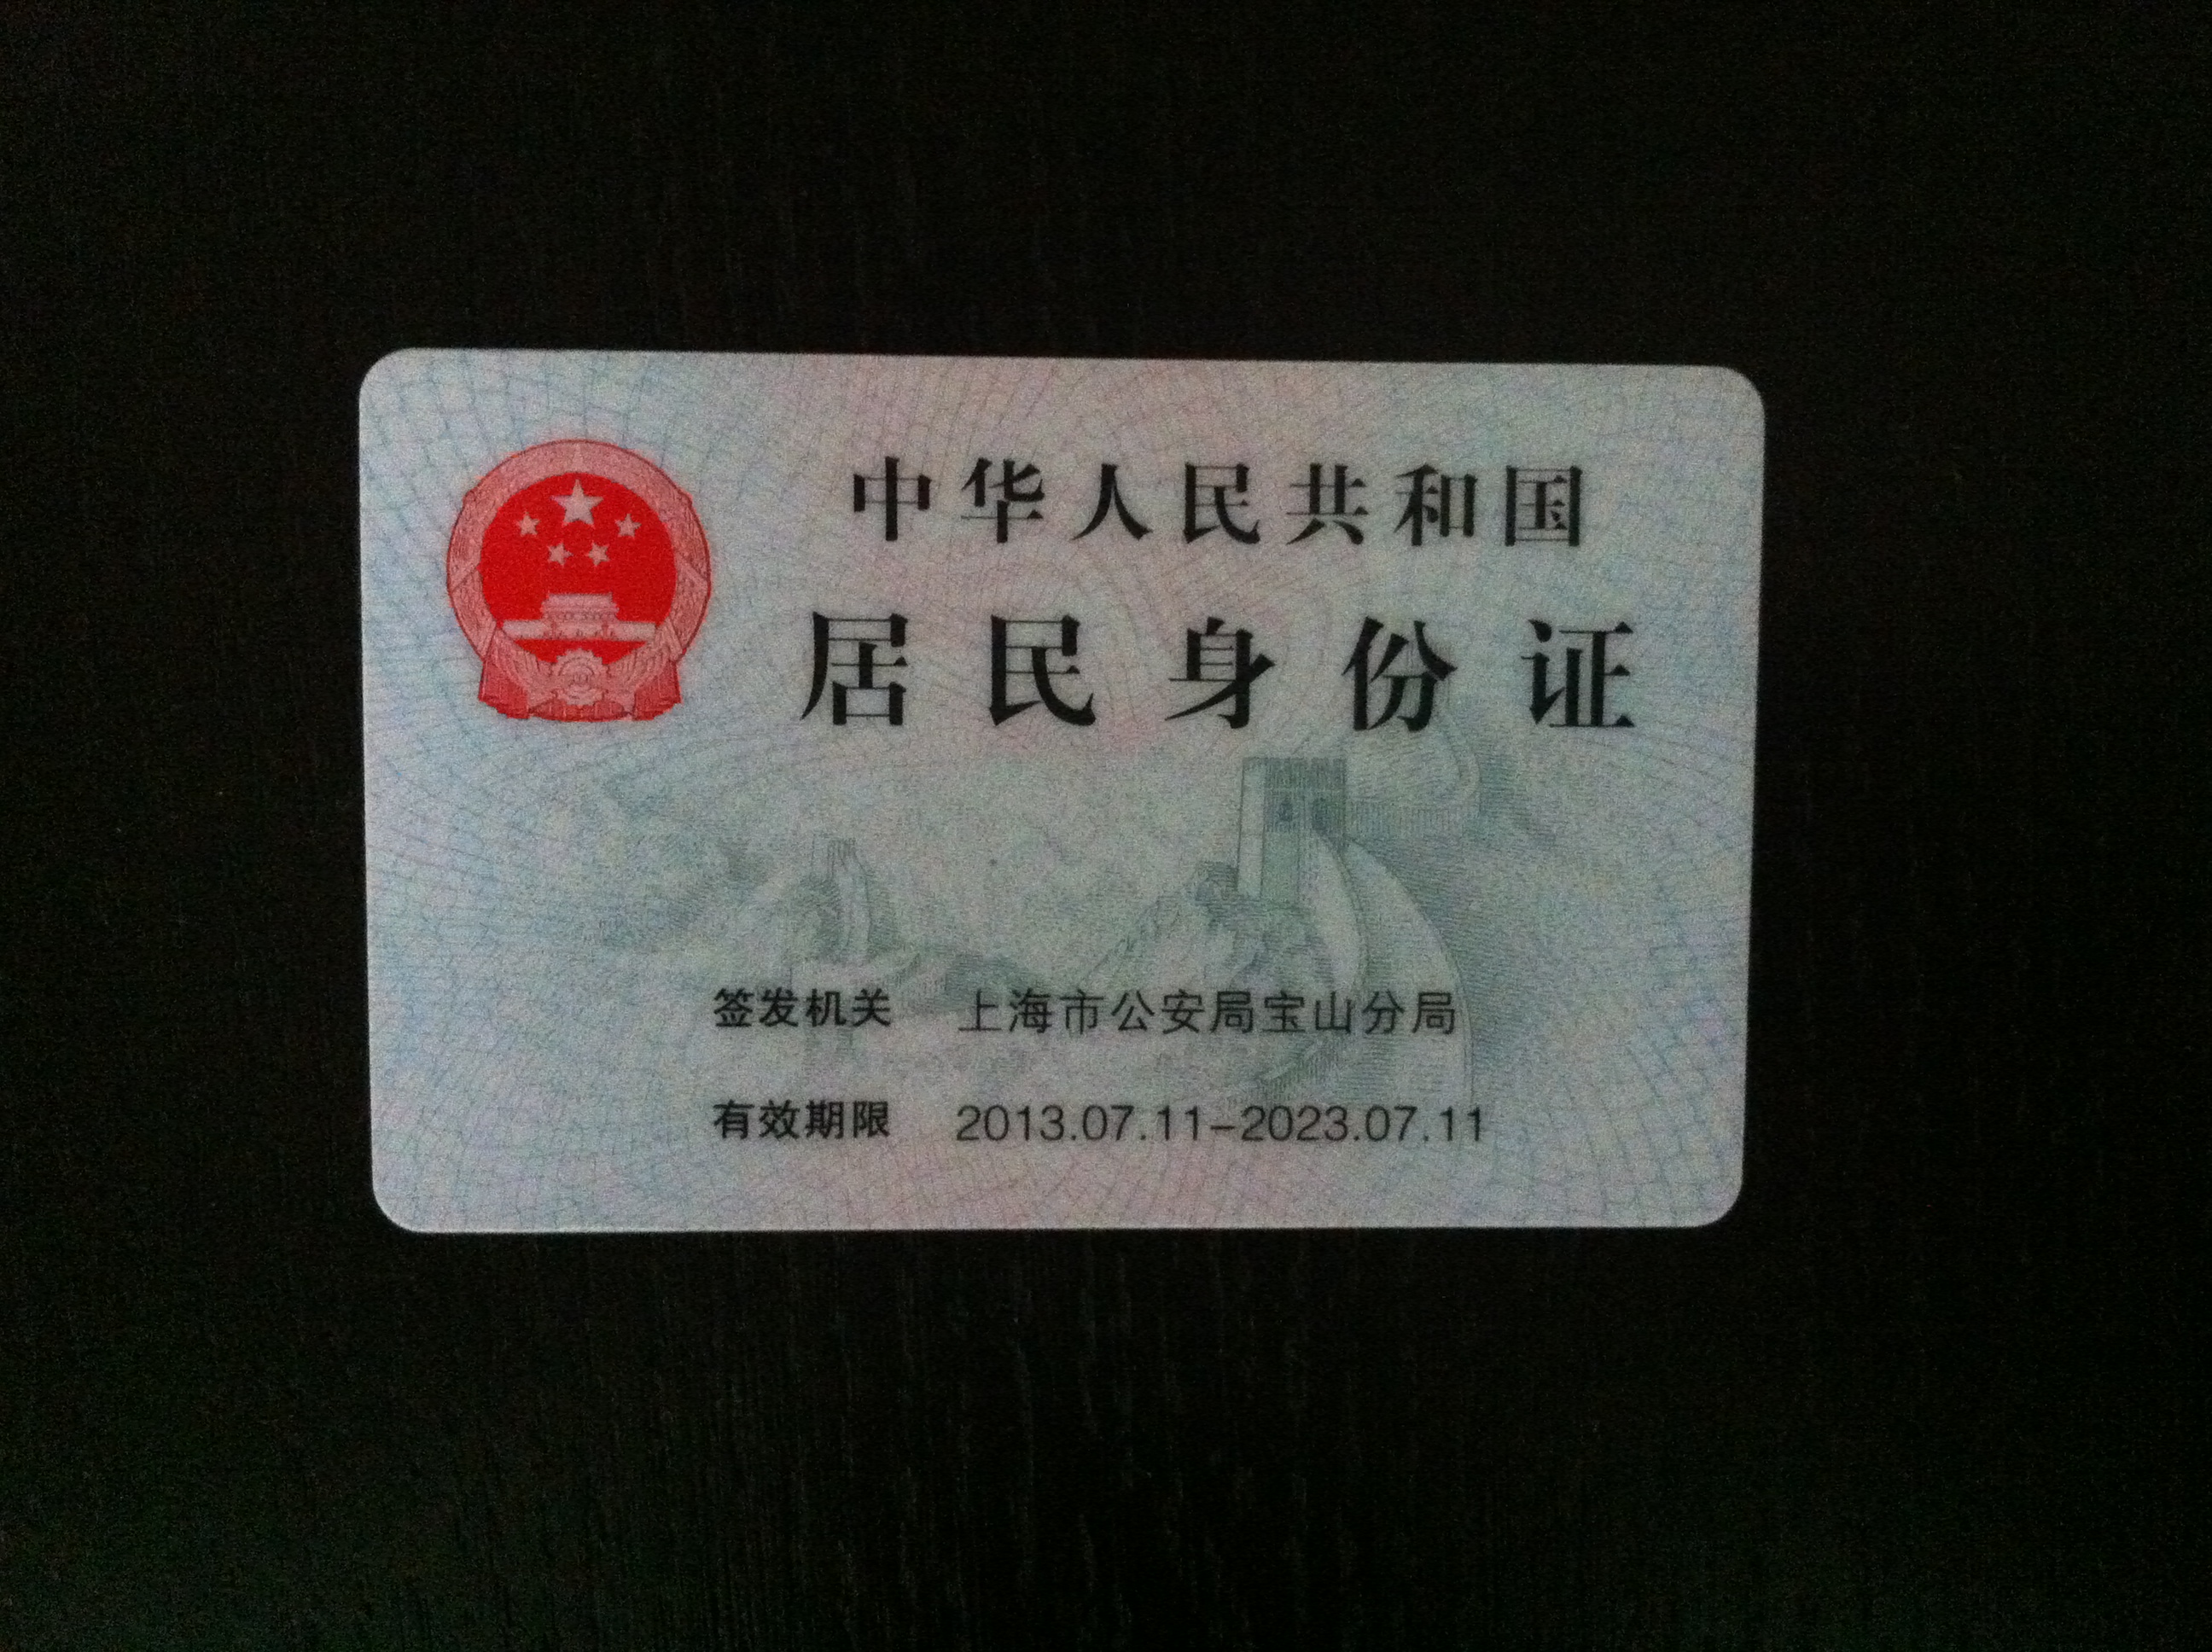 中华人民共和国
居民身份证
签发机关 上海市公安局宝山分局
有效期限 2013.07.11-2023.07.11